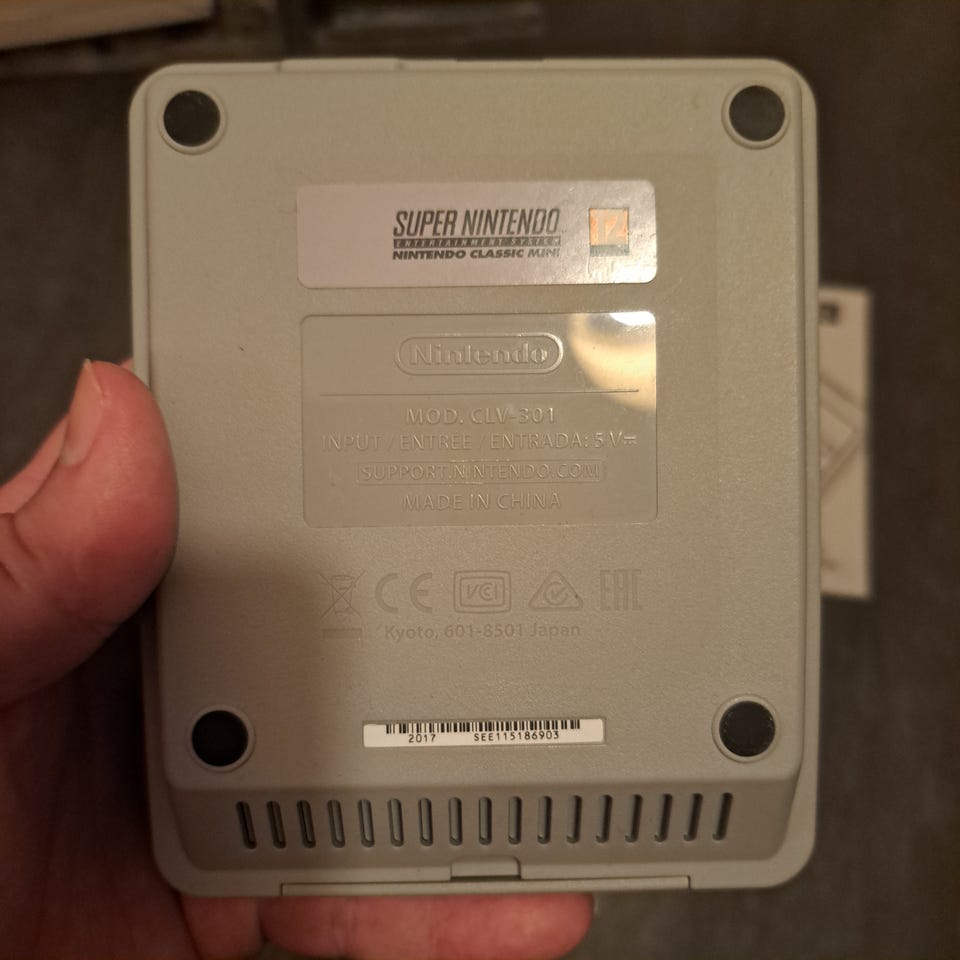 SUPER NINTENDO
ENTERTAINMENT SYSTEM
NINTENDO CLASSIC MINI
Nintendo
MOD. CLV-301
INPUT / ENTREE / ENTRADA: 5 V⎓
SUPPORT.NINTENDO.COM
MADE IN CHINA
CE VCI EAC
Kyoto, 601-8501 Japan
2017 SEE115186903